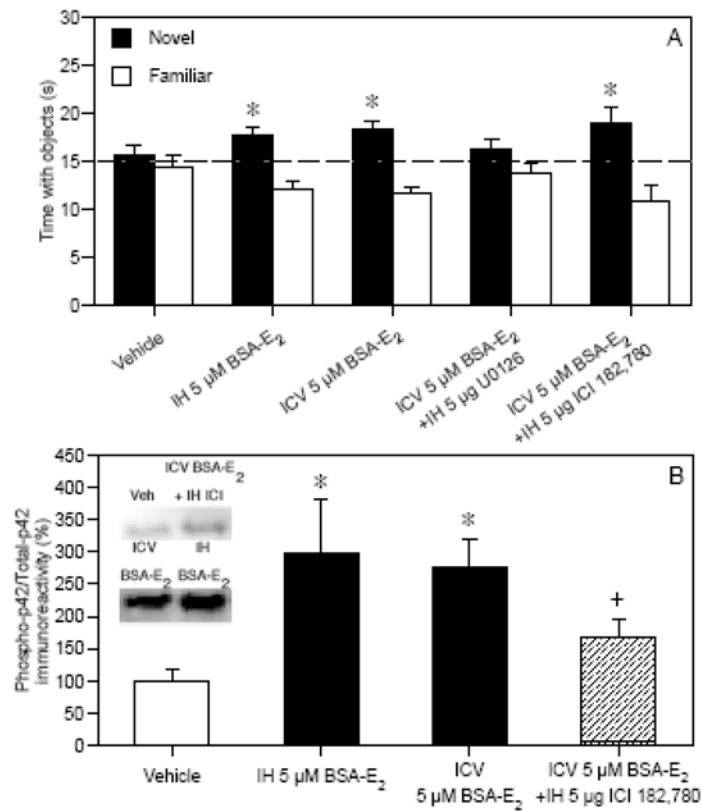 A
Novel
Familiar
Time with objects (s)
30
25
20
15
10
5
0
*
*
*
Vehicle
IH 5 µM BSA-E2
ICV 5 µM BSA-E2
ICV 5 µM BSA-E2
+IH 5 µg U0126
ICV 5 µM BSA-E2
+IH 5 µg ICI 182,780
B
Phospho-p42/Total-p42
immunoreactivity (%)
450
400
350
300
250
200
150
100
50
0
ICV BSA-E2
Veh + IH ICI
ICV IH
BSA-E2 BSA-E2
*
*
+
Vehicle
IH 5 µM BSA-E2
ICV
5 µM BSA-E2
ICV 5 µM BSA-E2
+IH 5 µg ICI 182,780